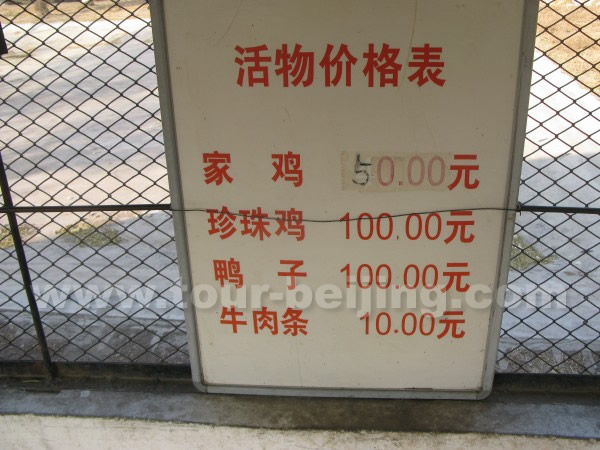 活物价格表
家 鸡 50.00元
珍珠鸡 100.00元
鸭 子 100.00元
www.tour-beijing.com
牛肉条 10.00元